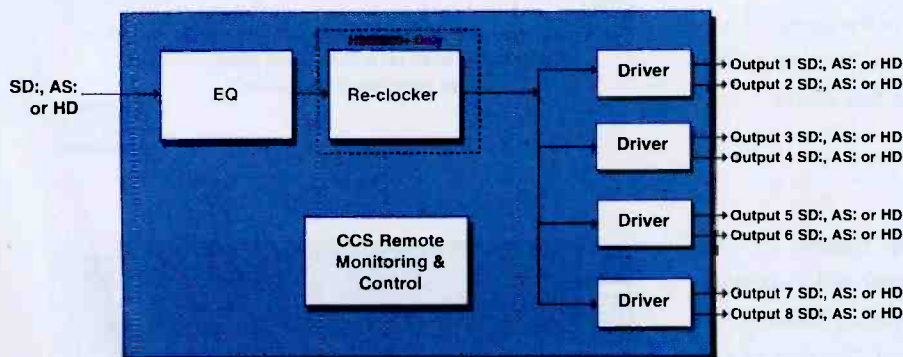 Only
SD:, AS:
or HD
EQ
Re-clocker
CCS Remote
Monitoring &
Control
Driver
Output 1 SD:, AS: or HD
Output 2 SD:, AS: or HD
Driver
Output 3 SD:, AS: or HD
Output 4 SD:, AS: or HD
Driver
Output 5 SD:, AS: or HD
Output 6 SD:, AS: or HD
Driver
Output 7 SD:, AS: or HD
Output 8 SD:, AS: or HD